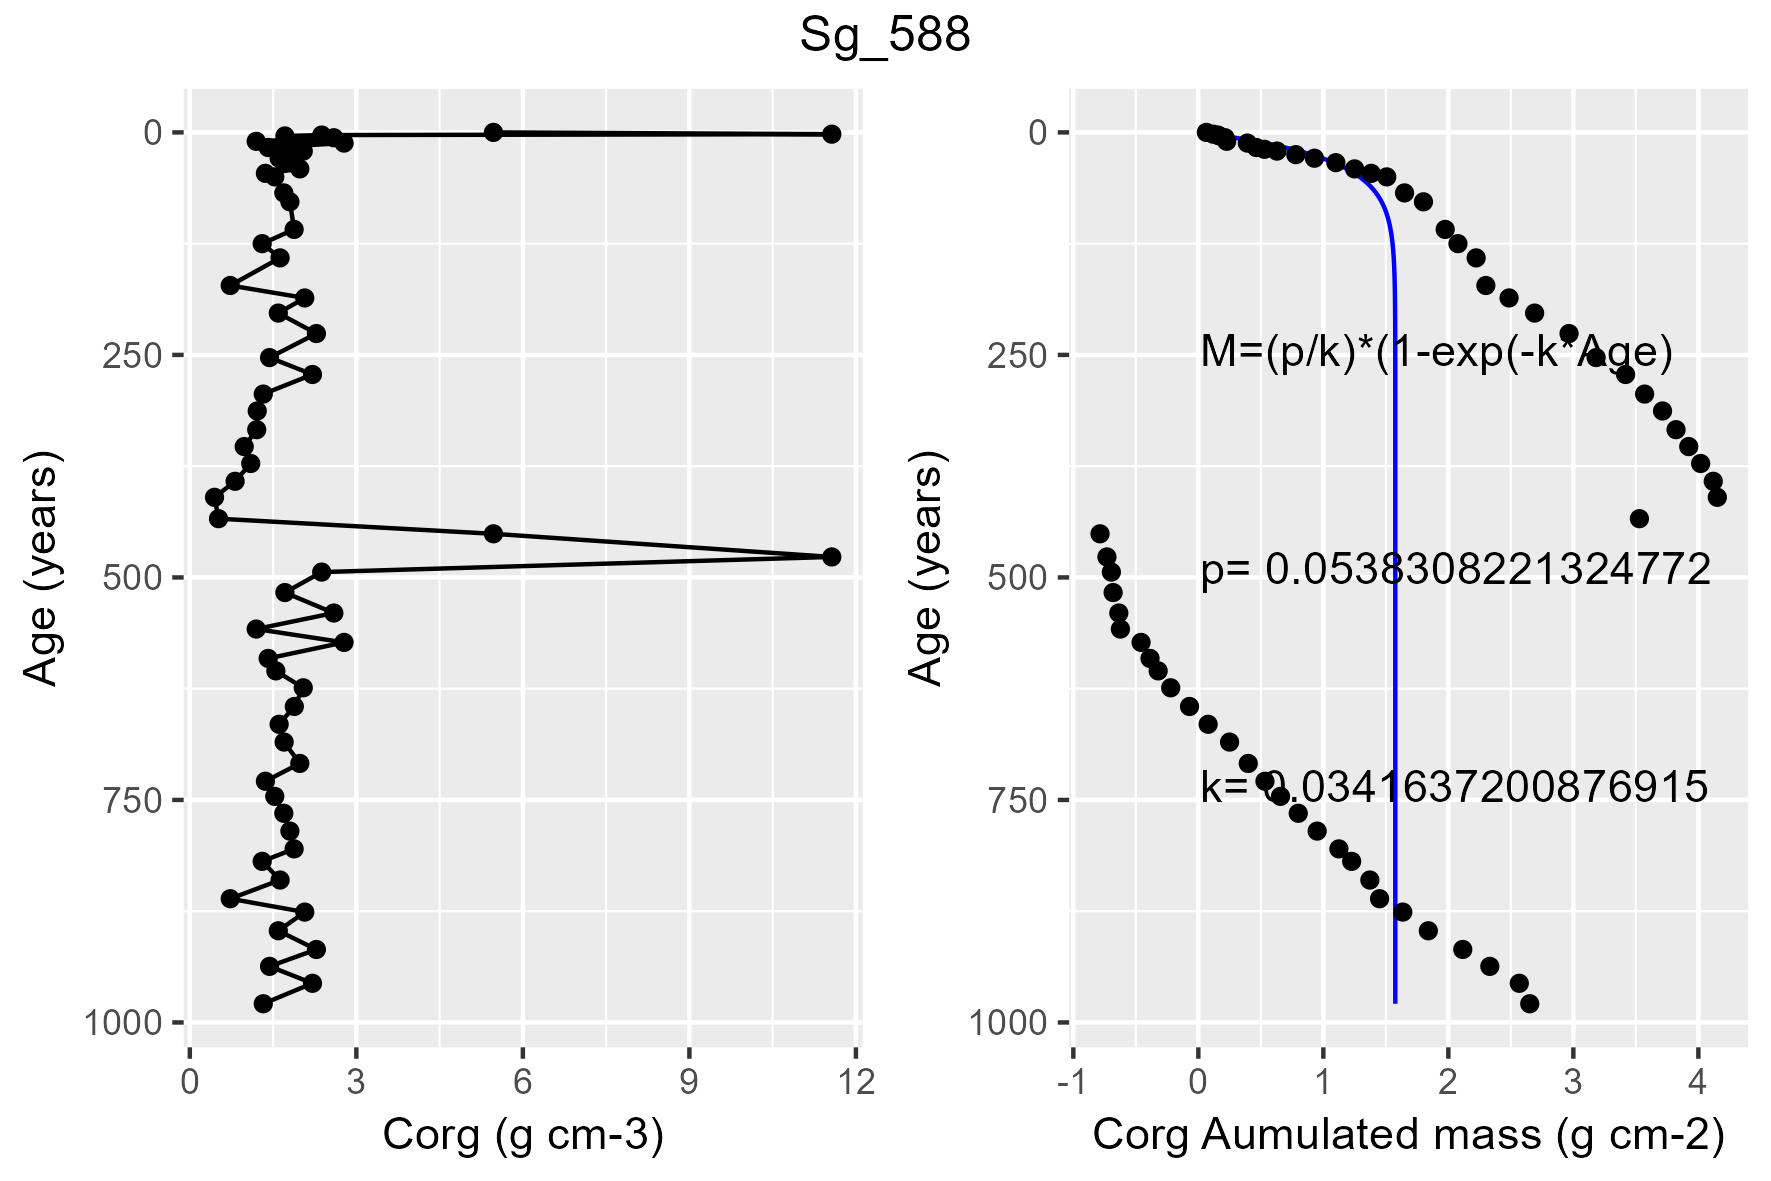 Sg_588
0
250
500
750
1000
Age (years)
0 3 6 9 12
Corg (g cm-3)
0
250
500
750
1000
Age (years)
M=(p/k)*(1-exp(-k*Age)
p= 0.0538308221324772
k= 0.0341637200876915
-1 0 1 2 3 4
Corg Aumulated mass (g cm-2)